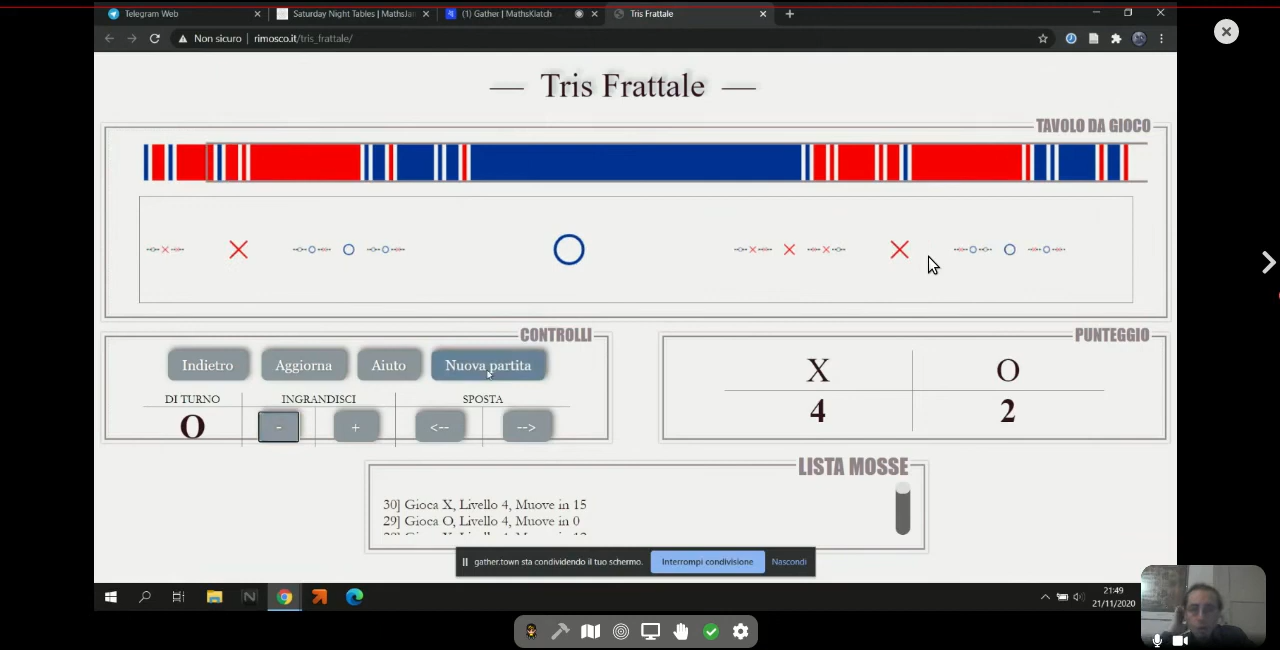 Telegram Web
Saturday Night Tables | MathsJam
(1) Gather | MathsKlatch
Tris Frattale
Non sicuro | rimosco.it/tris_frattale/
Tris Frattale
TAVOLO DA GIOCO
CONTROLLI
Indietro
Aggiorna
Aiuto
Nuova partita
DI TURNO
INGRANDISCI
SPOSTA
O
-
+
<--
-->
PUNTEGGIO
X
O
4
2
LISTA MOSSE
30] Gioca X, Livello 4, Muove in 15
29] Gioca O, Livello 4, Muove in 0
gather.town sta condividendo il tuo schermo.
Interrompi condivisione
Nascondi
21:49
21/11/2020